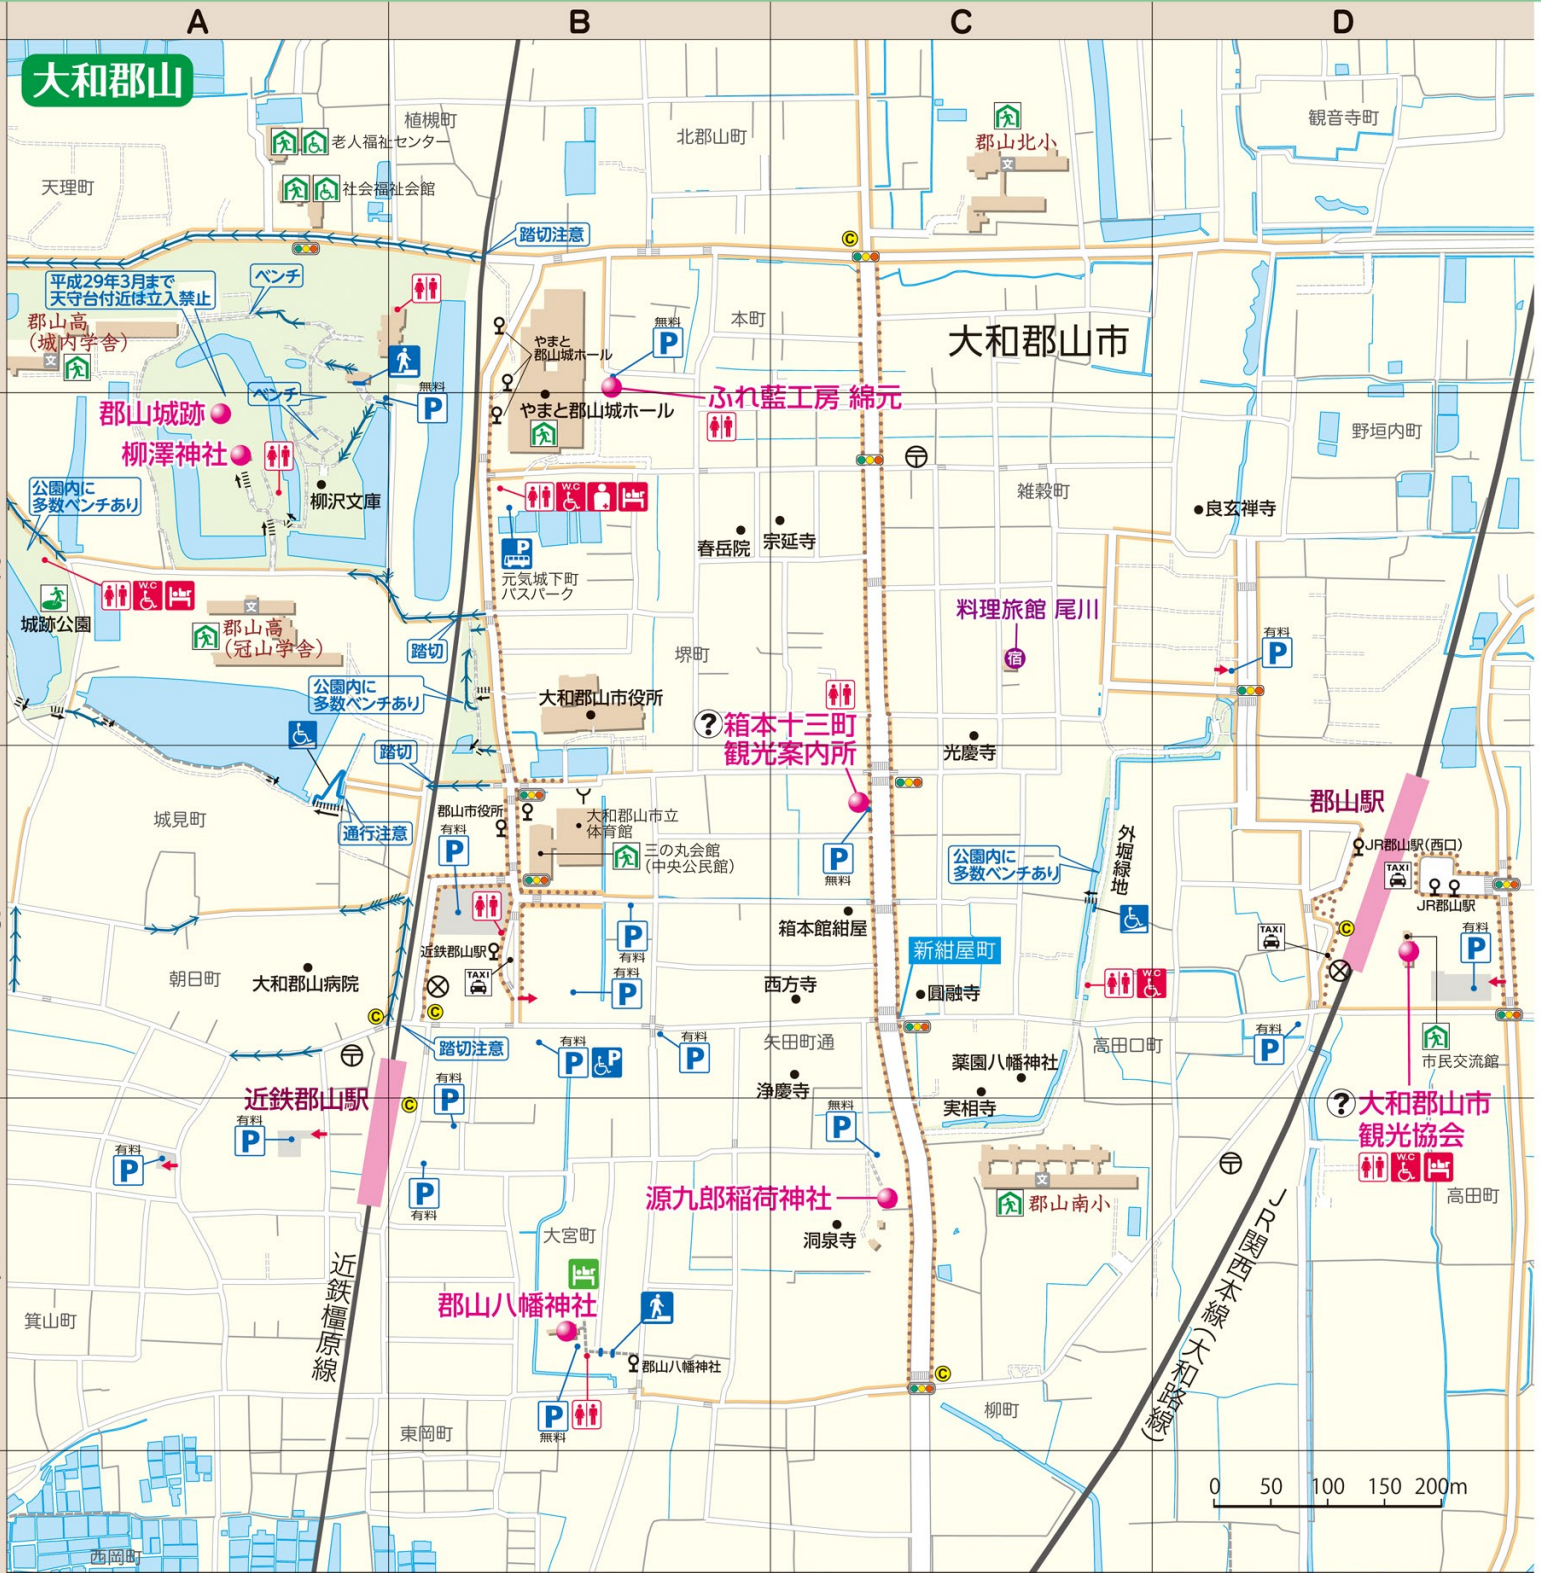 A
B
C
D
大和郡山
植槻町
老人福祉センター
社会福祉会館
天理町
北郡山町
郡山北小
文
観音寺町
踏切注意
C
平成29年3月まで
天守台付近は立入禁止
ベンチ
郡山高
(城内学舎)
文
やまと
郡山城ホール
無料
P
本町
大和郡山市
ベンチ
無料
P
郡山城跡
柳澤神社
やまと郡山城ホール
ふれ藍工房 綿元
野垣内町
公園内に
多数ベンチあり
柳沢文庫
W.C
P
元気城下町
バスパーク
春岳院
宗延寺
雑穀町
良玄禅寺
W.C
城跡公園
文
郡山高
(冠山学舎)
踏切
堺町
料理旅館 尾川
宿
有料
P
公園内に
多数ベンチあり
大和郡山市役所
?
箱本十三町
観光案内所
光慶寺
踏切
城見町
通行注意
郡山市役所
有料
P
大和郡山市立
体育館
三の丸会館
(中央公民館)
P
無料
公園内に
多数ベンチあり
外堀緑地
郡山駅
JR郡山駅(西口)
TAXI
JR郡山駅
朝日町
大和郡山病院
近鉄郡山駅
TAXI
P
有料
有料
P
箱本館紺屋
新紺屋町
西方寺
圓融寺
W.C
TAXI
C
有料
P
C
C
踏切注意
有料
P
P
有料
P
矢田町通
高田口町
有料
P
市民交流館
近鉄郡山駅
C
有料
P
浄慶寺
薬園八幡神社
実相寺
?
大和郡山市
観光協会
W.C
有料
P
有料
P
無料
P
文
郡山南小
高田町
P
有料
源九郎稲荷神社
洞泉寺
大宮町
近鉄橿原線
JR関西本線(大和路線)
箕山町
郡山八幡神社
郡山八幡神社
C
P
無料
東岡町
柳町
0 50 100 150 200m
西岡町